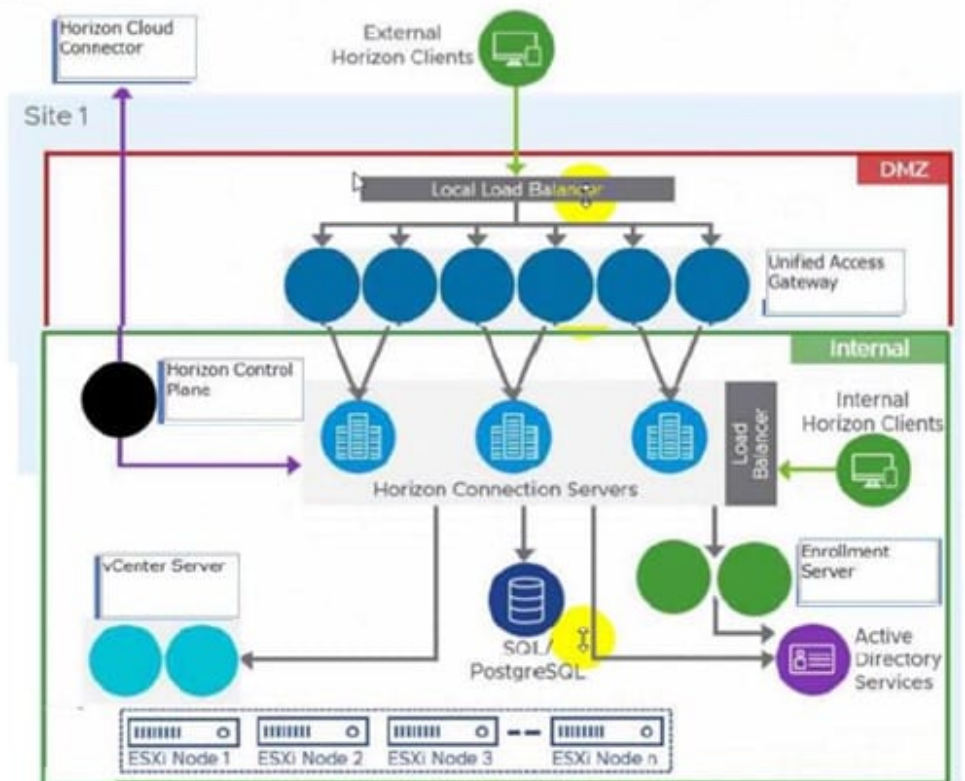 Horizon Cloud
Connector
External
Horizon Clients
Site 1
DMZ
Local Load Balancer
Unified Access
Gateway
Internal
Horizon Control
Plane
Internal
Horizon Clients
Load
Balancer
Horizon Connection Servers
vCenter Server
Enrollment
Server
SQL/
PostgreSQL
Active
Directory
Services
ESXi Node 1
ESXi Node 2
ESXi Node 3
ESXi Node n